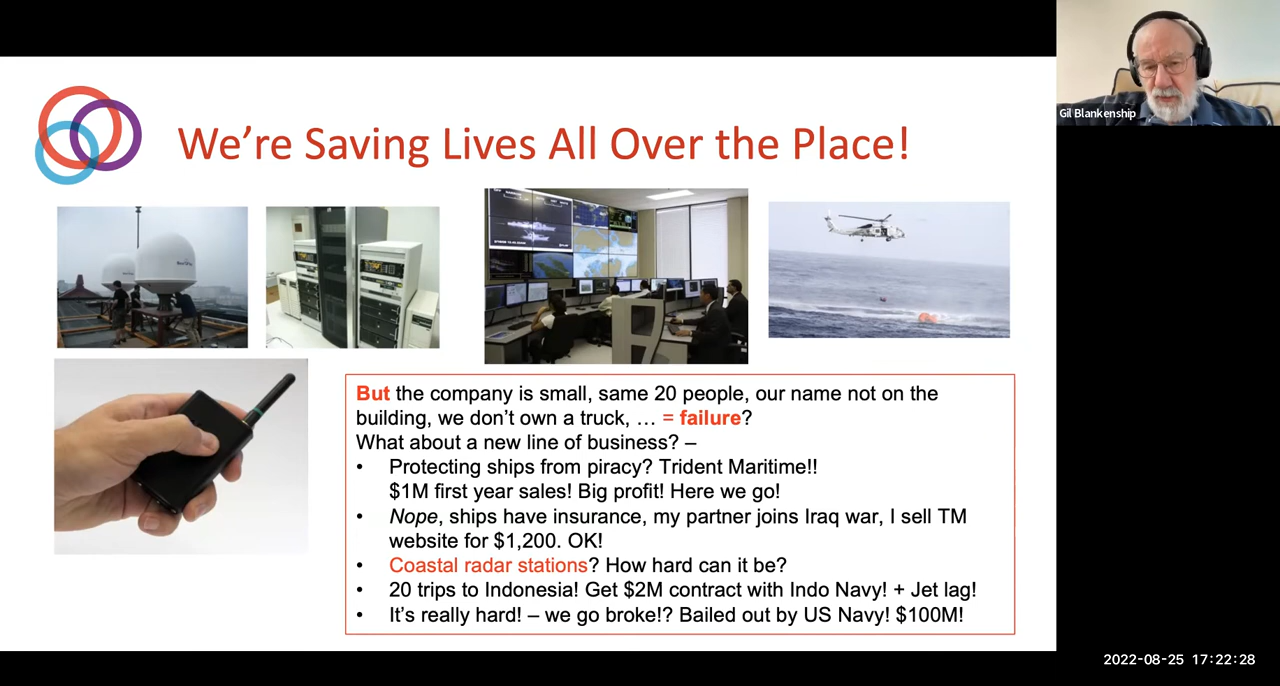 Gil Blankenship
We're Saving Lives All Over the Place!
But the company is small, same 20 people, our name not on the
building, we don't own a truck, … = failure?
What about a new line of business? –
• Protecting ships from piracy? Trident Maritime!!
$1M first year sales! Big profit! Here we go!
• Nope, ships have insurance, my partner joins Iraq war, I sell TM
website for $1,200. OK!
• Coastal radar stations? How hard can it be?
• 20 trips to Indonesia! Get $2M contract with Indo Navy! + Jet lag!
• It's really hard! – we go broke!? Bailed out by US Navy! $100M!
2022-08-25 17:22:28